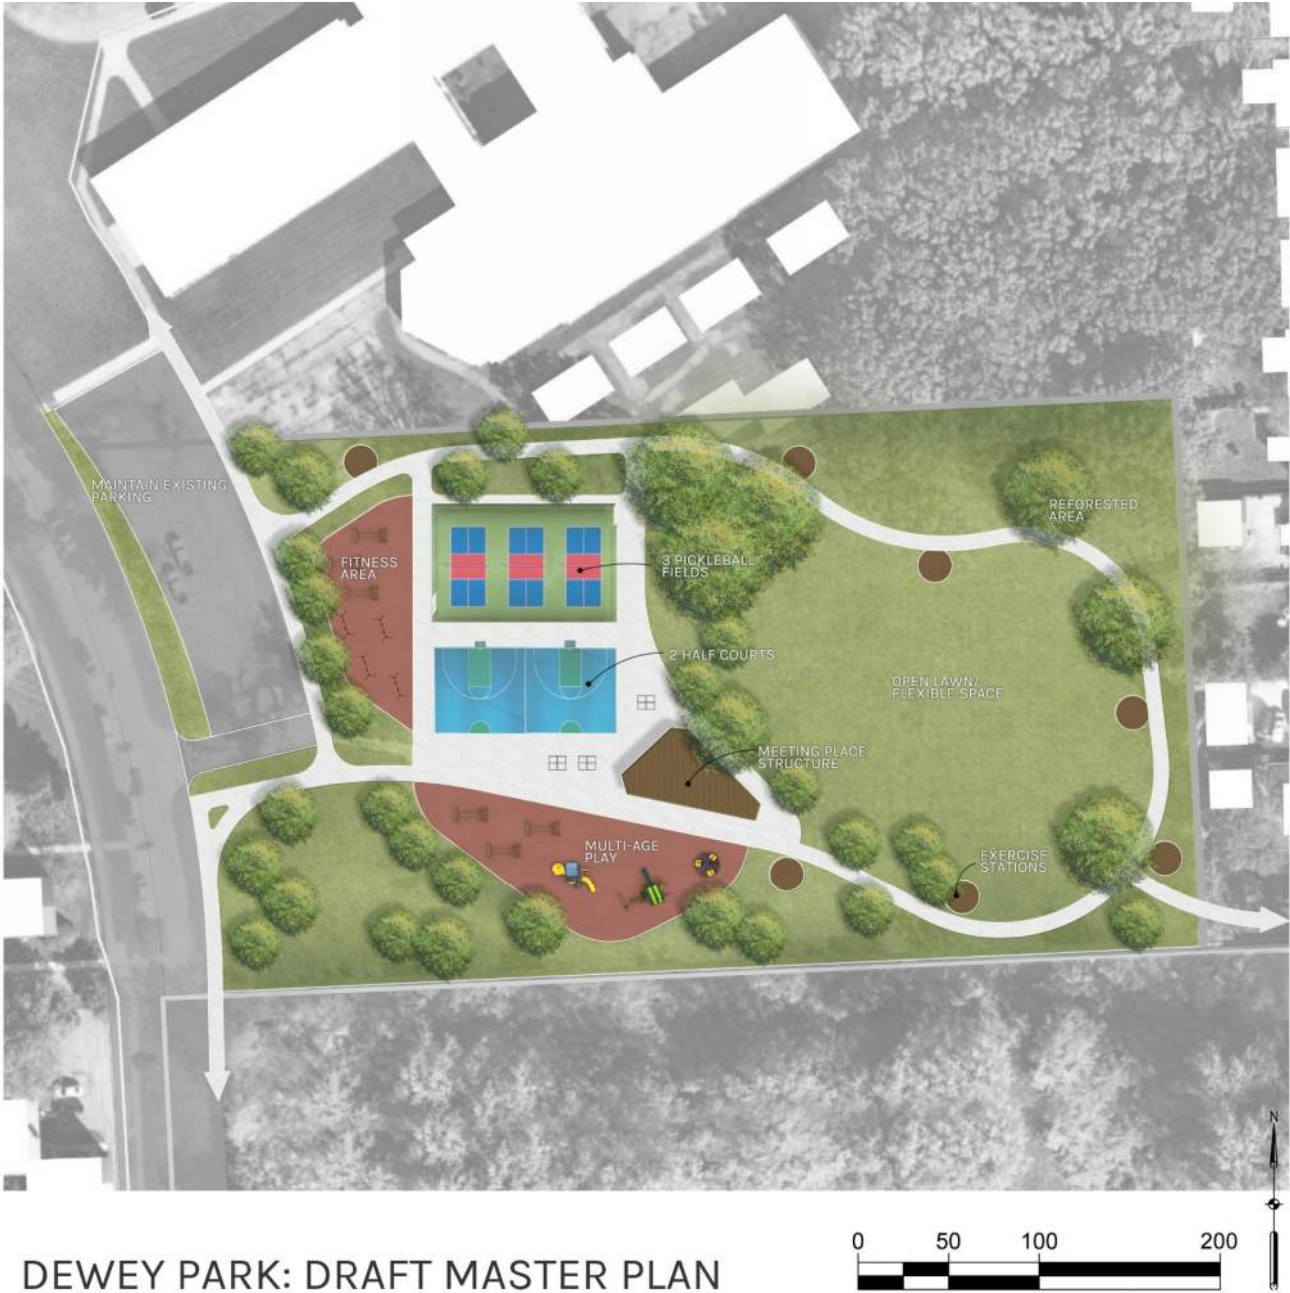 MAINTAIN EXISTING
PARKING
FITNESS
AREA
3 PICKLEBALL
FIELDS
REFORESTED
AREA
2 HALF COURTS
OPEN LAWN/
FLEXIBLE SPACE
MEETING PLACE
STRUCTURE
MULTI-AGE
PLAY
EXERCISE
STATIONS
N
DEWEY PARK: DRAFT MASTER PLAN
0 50 100 200